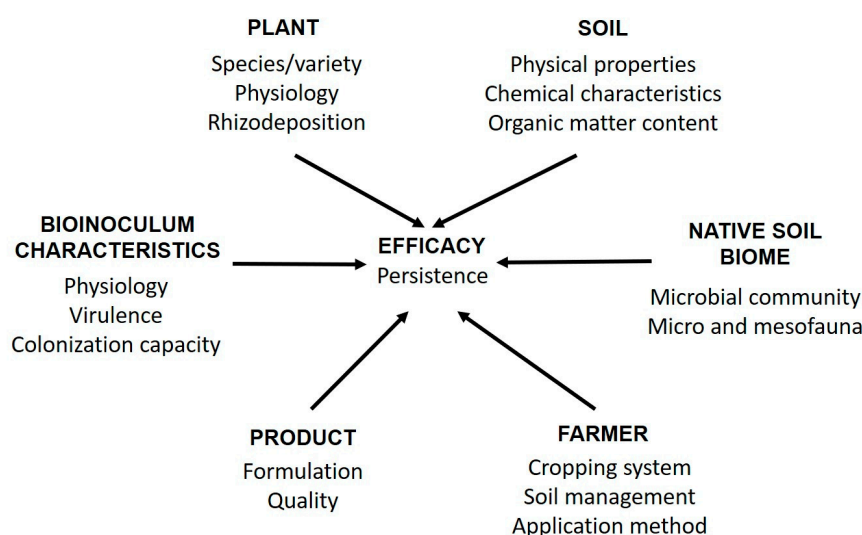 PLANT
Species/variety
Physiology
Rhizodeposition
SOIL
Physical properties
Chemical characteristics
Organic matter content
BIOINOCULUM
CHARACTERISTICS
Physiology
Virulence
Colonization capacity
EFFICACY
Persistence
NATIVE SOIL
BIOME
Microbial community
Micro and mesofauna
PRODUCT
Formulation
Quality
FARMER
Cropping system
Soil management
Application method